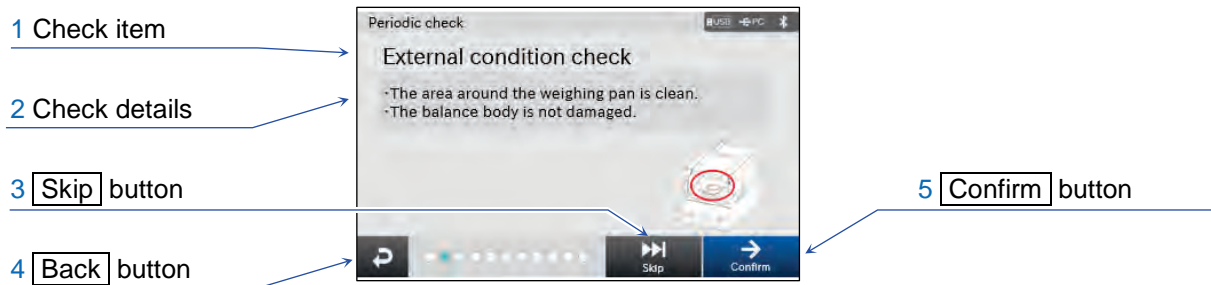 1 Check item
2 Check details
3 Skip button
4 Back button
Periodic check
USB PC
External condition check
·The area around the weighing pan is clean.
·The balance body is not damaged.
Skip
Confirm
5 Confirm button